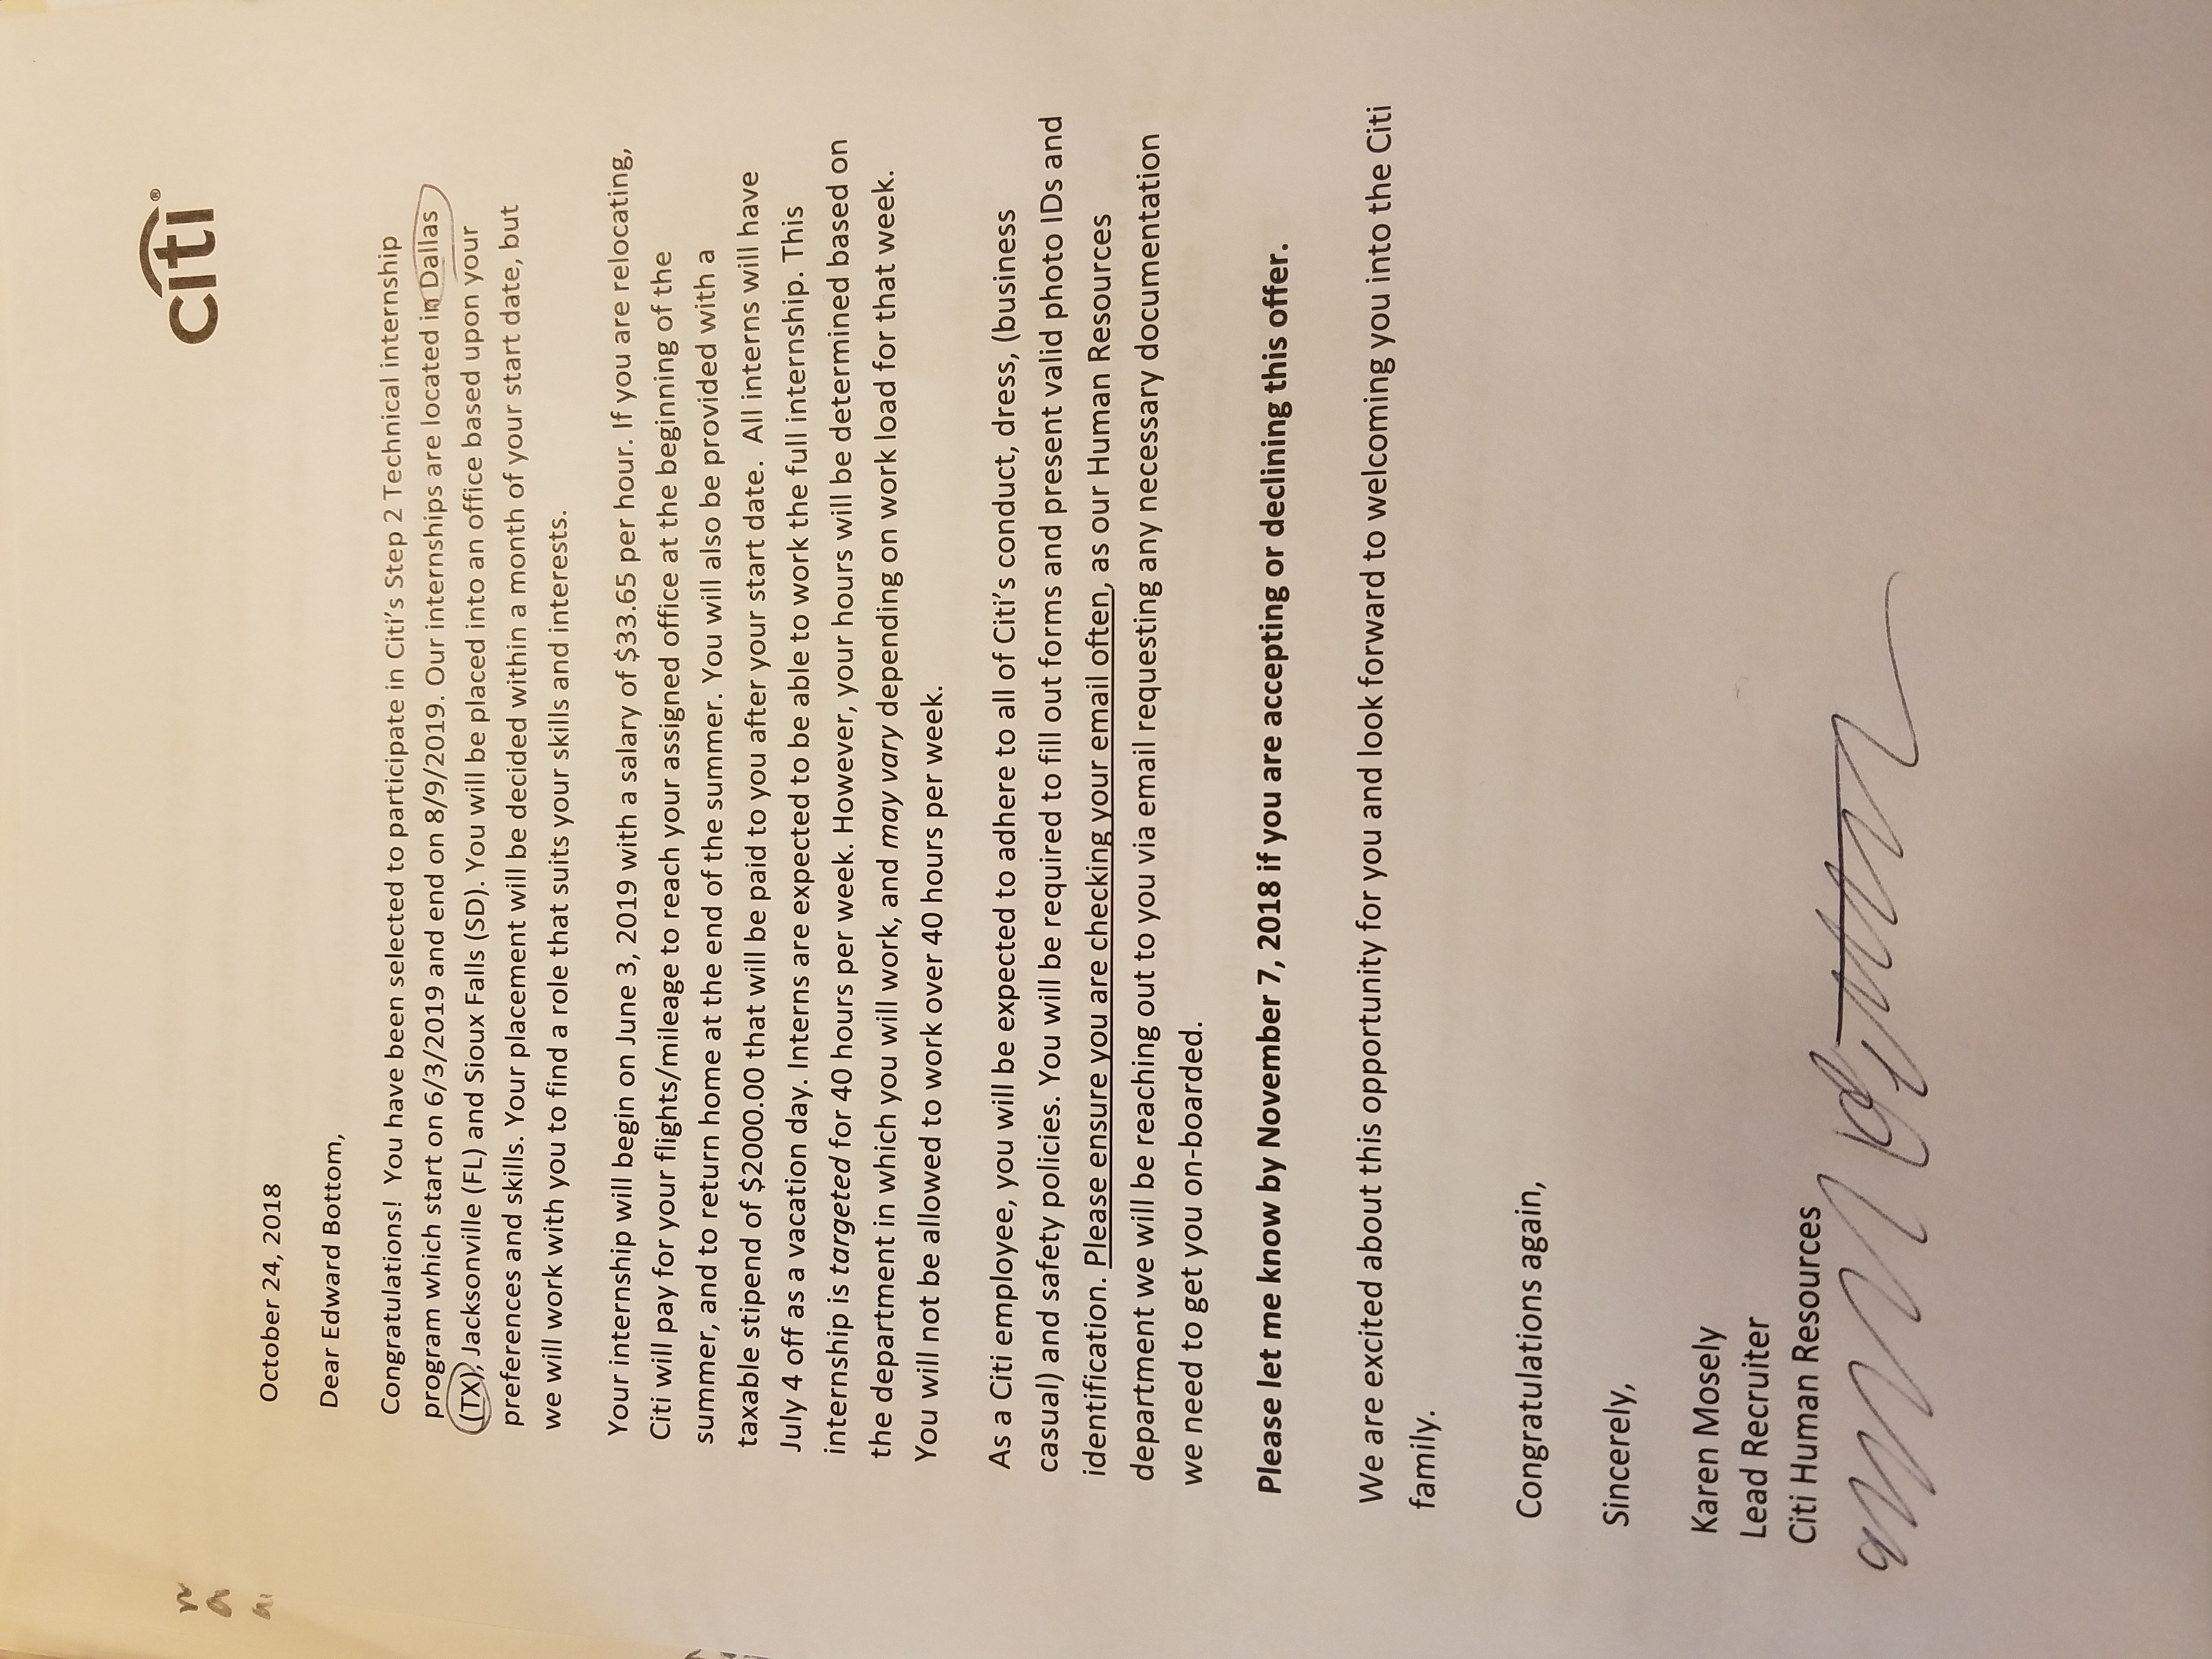 citi®
October 24, 2018
Dear Edward Bottom,
Congratulations!  You have been selected to participate in Citi's Step 2 Technical internship
program which start on 6/3/2019 and end on 8/9/2019. Our internships are located in Dallas
(TX), Jacksonville (FL) and Sioux Falls (SD). You will be placed into an office based upon your
preferences and skills. Your placement will be decided within a month of your start date, but
we will work with you to find a role that suits your skills and interests.
Your internship will begin on June 3, 2019 with a salary of $33.65 per hour. If you are relocating,
Citi will pay for your flights/mileage to reach your assigned office at the beginning of the
summer, and to return home at the end of the summer. You will also be provided with a
taxable stipend of $2000.00 that will be paid to you after your start date.  All interns will have
July 4 off as a vacation day. Interns are expected to be able to work the full internship. This
internship is targeted for 40 hours per week. However, your hours will be determined based on
the department in which you will work, and may vary depending on work load for that week.
You will not be allowed to work over 40 hours per week.
As a Citi employee, you will be expected to adhere to all of Citi's conduct, dress, (business
casual) and safety policies. You will be required to fill out forms and present valid photo IDs and
identification. Please ensure you are checking your email often, as our Human Resources
department we will be reaching out to you via email requesting any necessary documentation
we need to get you on-boarded.
Please let me know by November 7, 2018 if you are accepting or declining this offer.
We are excited about this opportunity for you and look forward to welcoming you into the Citi
family.
Congratulations again,
Sincerely,
Karen Mosely
Lead Recruiter
Citi Human Resources